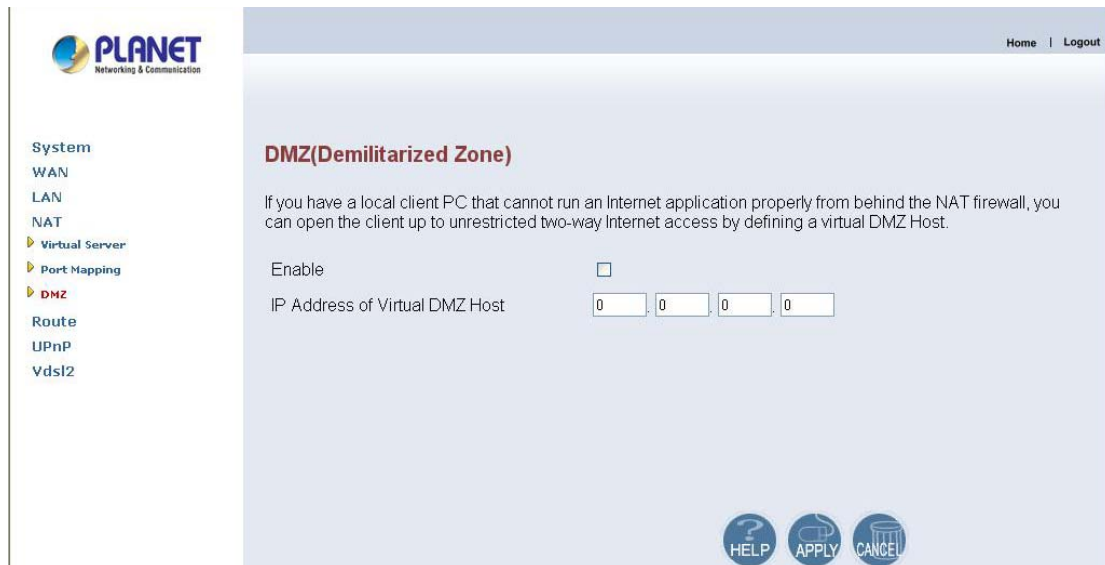 PLANET
Networking & Communication
Home | Logout
System
WAN
LAN
NAT
Virtual Server
Port Mapping
DMZ
Route
UPnP
Vdsl2
DMZ(Demilitarized Zone)
If you have a local client PC that cannot run an Internet application properly from behind the NAT firewall, you
can open the client up to unrestricted two-way Internet access by defining a virtual DMZ Host.
Enable
IP Address of Virtual DMZ Host 0 . 0 . 0 . 0
HELP APPLY CANCEL